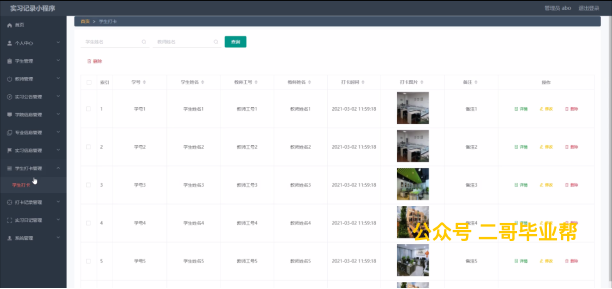 实习记录小程序
管理员 abo 退出登录
首页
首页 > 学生打卡
个人中心
学生姓名 教师姓名 查询
学生管理
删除
教师管理
索引 学号 学生姓名 教师工号 教师姓名 打卡时间 打卡照片 备注 操作
实习公告管理
1 学号1 学生姓名1 教师工号1 教师姓名1 2021-03-02 11:59:18 备注1 详情 修改 删除
学院信息管理
专业信息管理
2 学号2 学生姓名2 教师工号2 教师姓名2 2021-03-02 11:59:18 备注2 详情 修改 删除
实习信息管理
学生打卡管理
学生打卡
3 学号3 学生姓名3 教师工号3 教师姓名3 2021-03-02 11:59:18 备注3 详情 修改 删除
打卡记录管理
实习日记管理
4 学号4 学生姓名4 教师工号4 教师姓名4 2021-03-02 11:59:18 备注4 详情 修改 删除
公众号 二哥毕业帮
系统管理
5 学号5 学生姓名5 教师工号5 教师姓名5 2021-03-02 11:59:18 备注5 详情 修改 删除